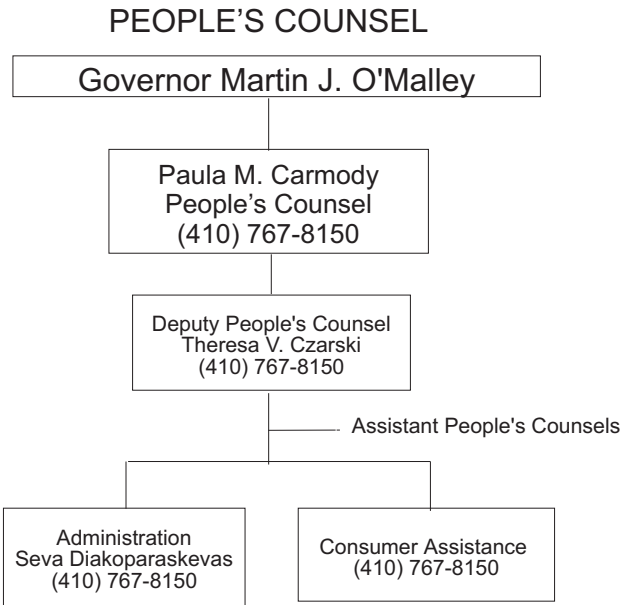 PEOPLE’S COUNSEL
Governor Martin J. O'Malley
Paula M. Carmody
People’s Counsel
(410) 767-8150
Deputy People's Counsel
Theresa V. Czarski
(410) 767-8150
Assistant People's Counsels
Administration
Seva Diakoparaskevas
(410) 767-8150
Consumer Assistance
(410) 767-8150